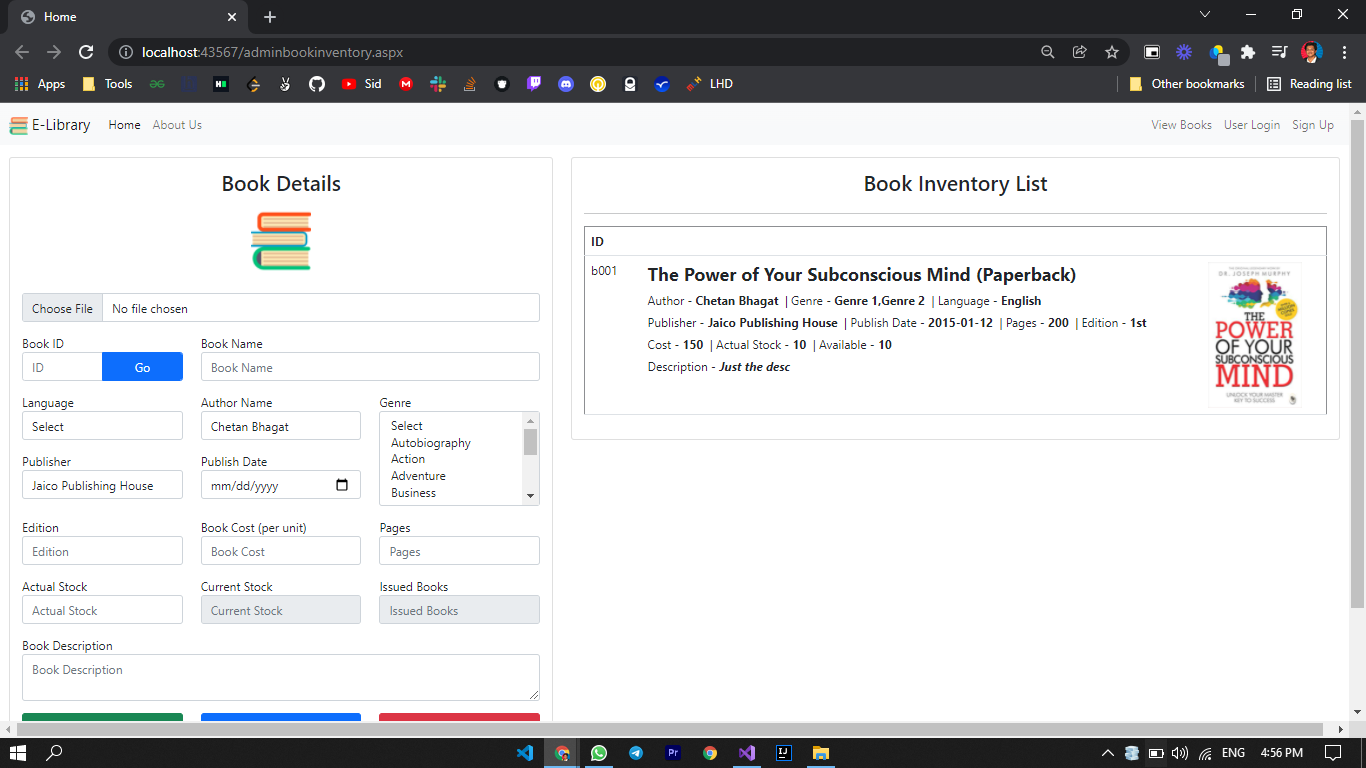 Home
localhost:43567/adminbookinventory.aspx
Apps Tools Sid LHD Other bookmarks Reading list
E-Library Home About Us View Books User Login Sign Up
Book Details
Choose File No file chosen
Book ID Book Name
ID Go Book Name
Language Author Name Genre
Select Chetan Bhagat Select
Autobiography
Action
Adventure
Business
Publisher Publish Date
Jaico Publishing House mm/dd/yyyy
Edition Book Cost (per unit) Pages
Edition Book Cost Pages
Actual Stock Current Stock Issued Books
Actual Stock Current Stock Issued Books
Book Description
Book Description
Book Inventory List
ID
b001 The Power of Your Subconscious Mind (Paperback)
Author - Chetan Bhagat | Genre - Genre 1,Genre 2 | Language - English
Publisher - Jaico Publishing House | Publish Date - 2015-01-12 | Pages - 200 | Edition - 1st
Cost - 150 | Actual Stock - 10 | Available - 10
Description - Just the desc
DR. JOSEPH MURPHY
THE
POWER
OF YOUR
SUBCONSCIOUS
MIND
UNLOCK YOUR MASTER
KEY TO SUCCESS
ENG 4:56 PM